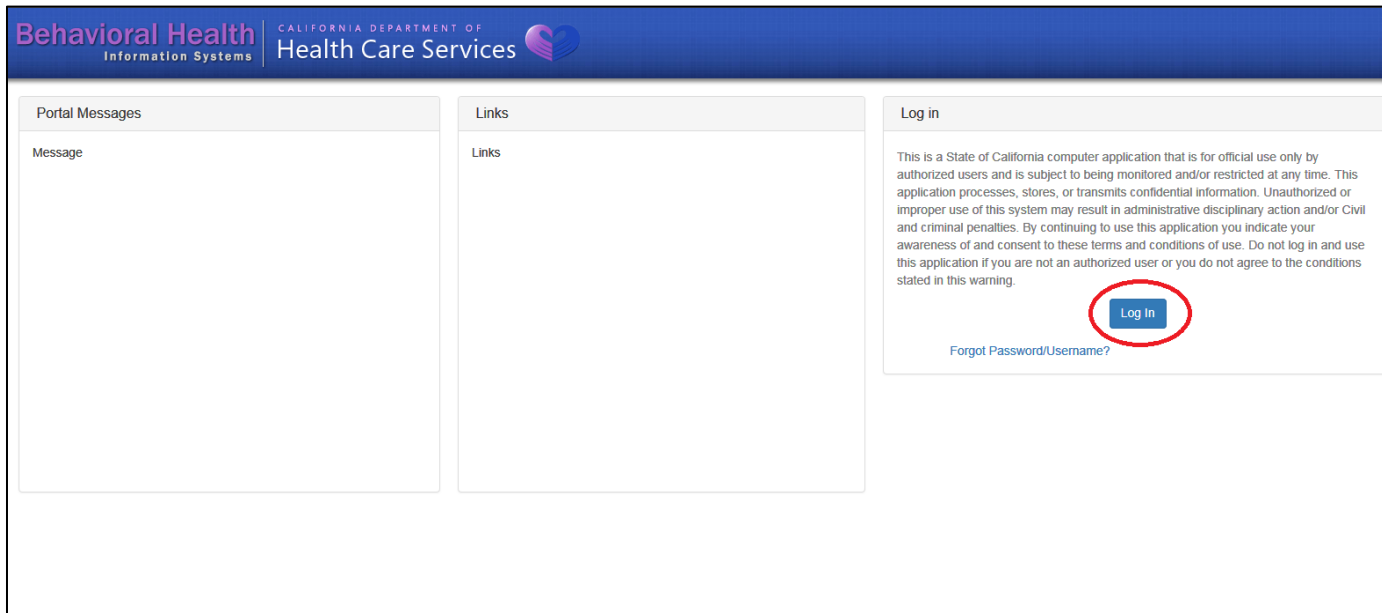 Behavioral Health
Information Systems
CALIFORNIA DEPARTMENT OF
Health Care Services
Portal Messages
Message
Links
Links
Log in
This is a State of California computer application that is for official use only by
authorized users and is subject to being monitored and/or restricted at any time. This
application processes, stores, or transmits confidential information. Unauthorized or
improper use of this system may result in administrative disciplinary action and/or Civil
and criminal penalties. By continuing to use this application you indicate your
awareness of and consent to these terms and conditions of use. Do not log in and use
this application if you are not an authorized user or you do not agree to the conditions
stated in this warning.
Log In
Forgot Password/Username?